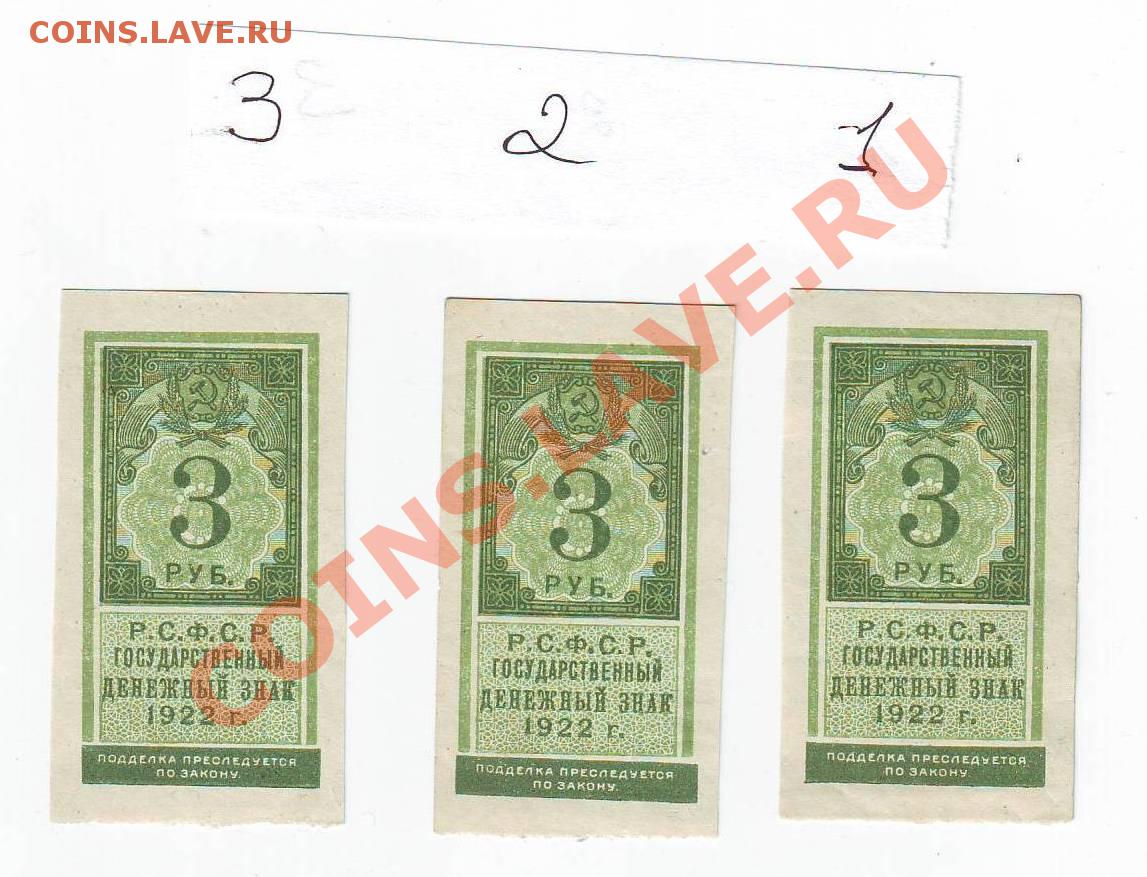 COINS.LAVE.RU
3 2 1
COINS.LAVE.RU
3
РУБ.
Р.С.Ф.С.Р.
ГОСУДАРСТВЕННЫЙ
ДЕНЕЖНЫЙ ЗНАК
1922 г.
ПОДДЕЛКА ПРЕСЛЕДУЕТСЯ
ПО ЗАКОНУ.
3
РУБ.
Р.С.Ф.С.Р.
ГОСУДАРСТВЕННЫЙ
ДЕНЕЖНЫЙ ЗНАК
1922 г.
ПОДДЕЛКА ПРЕСЛЕДУЕТСЯ
ПО ЗАКОНУ.
3
РУБ.
Р.С.Ф.С.Р.
ГОСУДАРСТВЕННЫЙ
ДЕНЕЖНЫЙ ЗНАК
1922 г.
ПОДДЕЛКА ПРЕСЛЕДУЕТСЯ
ПО ЗАКОНУ.